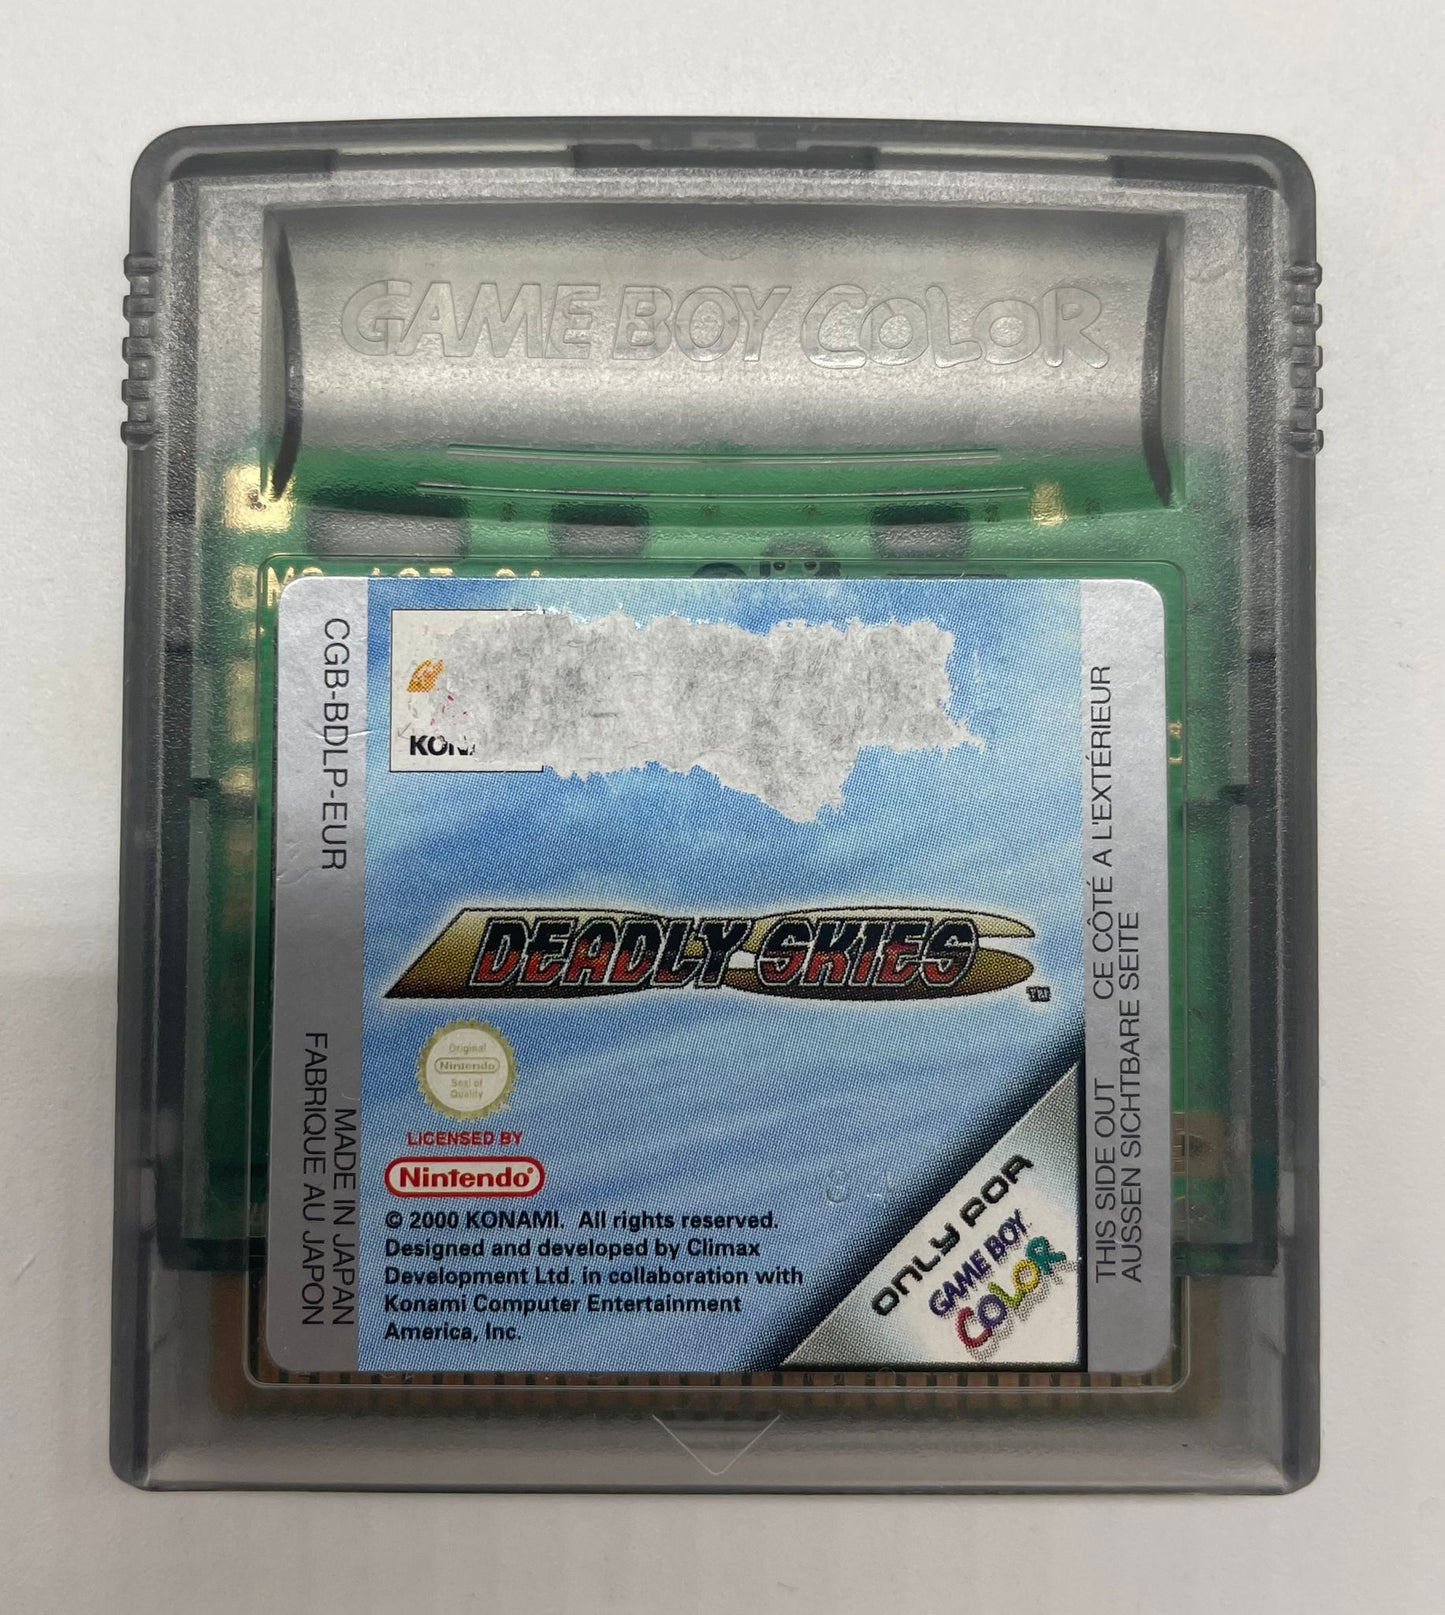 GAME BOY COLOR
CGB-BDLP-EUR
MADE IN JAPAN
FABRIQUE AU JAPON
DEADLY SKIES
TM
Original
Nintendo
Seal of
Quality
LICENSED BY
Nintendo®
© 2000 KONAMI. All rights reserved.
Designed and developed by Climax
Development Ltd. in collaboration with
Konami Computer Entertainment
America, Inc.
ONLY FOR
GAME BOY
COLOR
THIS SIDE OUT CE CÔTÉ A L'EXTÉRIEUR
AUSSEN SICHTBARE SEITE